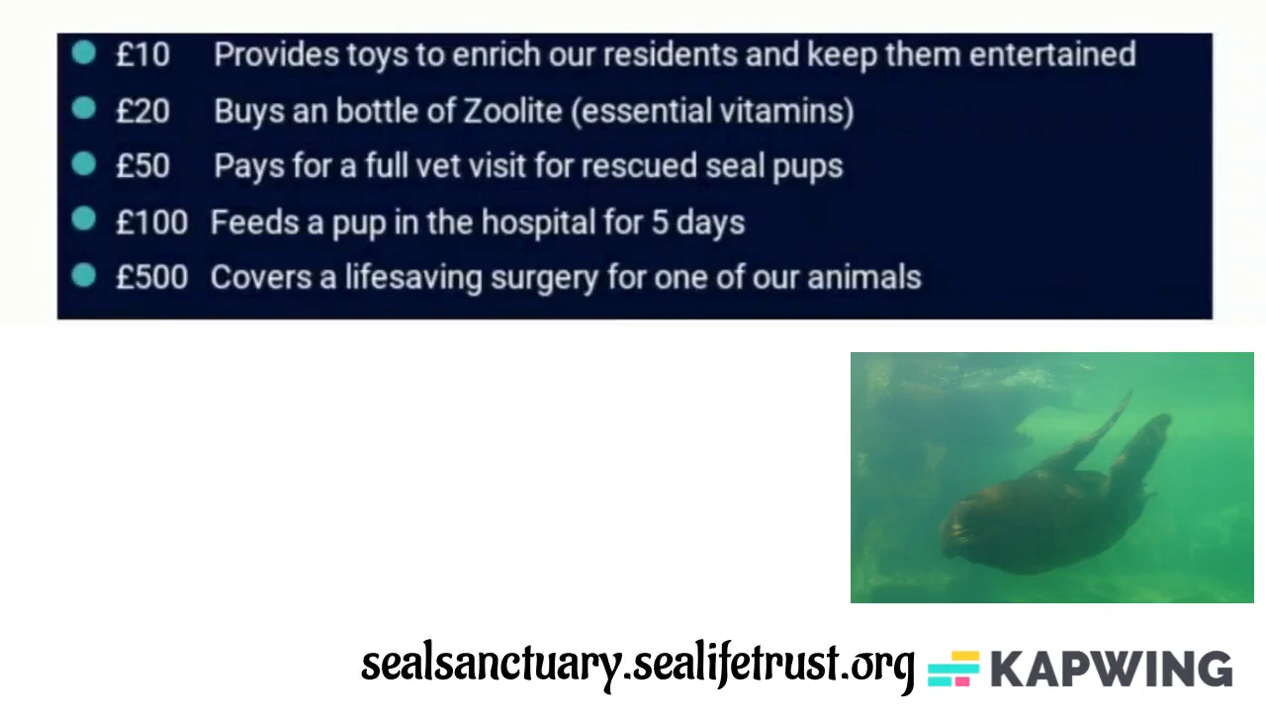 £10 Provides toys to enrich our residents and keep them entertained
£20 Buys an bottle of Zoolite (essential vitamins)
£50 Pays for a full vet visit for rescued seal pups
£100 Feeds a pup in the hospital for 5 days
£500 Covers a lifesaving surgery for one of our animals
sealsanctuary.sealifetrust.org
KAPWING